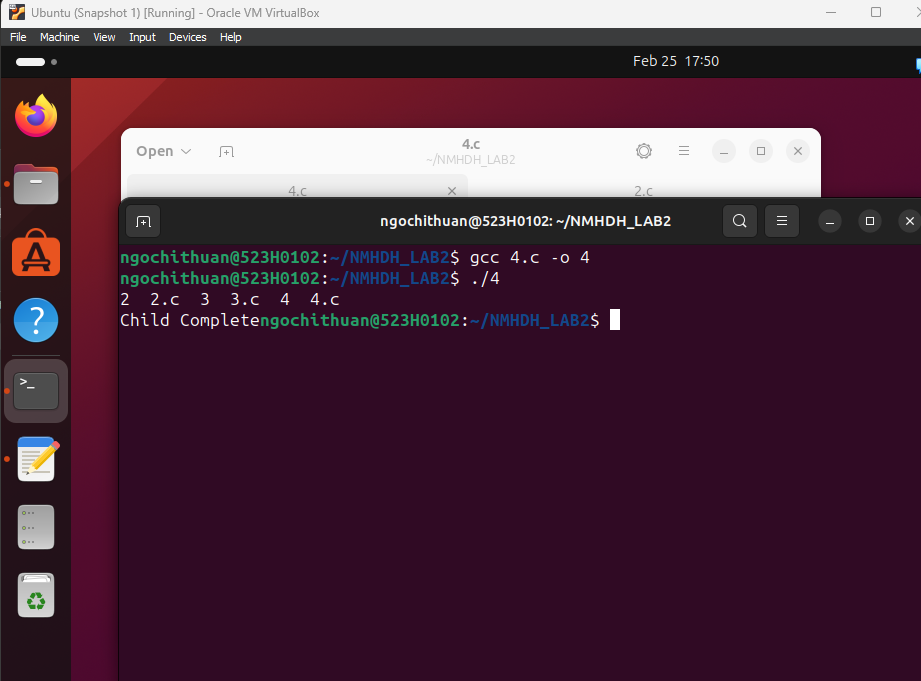 Ubuntu (Snapshot 1) [Running] - Oracle VM VirtualBox
File Machine View Input Devices Help
Feb 25 17:50
Open
4.c
~/NMHDH_LAB2
4.c
2.c
ngochithuan@523H0102: ~/NMHDH_LAB2
ngochithuan@523H0102:~/NMHDH_LAB2$ gcc 4.c -o 4
ngochithuan@523H0102:~/NMHDH_LAB2$ ./4
2 2.c 3 3.c 4 4.c
Child Completengochithuan@523H0102:~/NMHDH_LAB2$